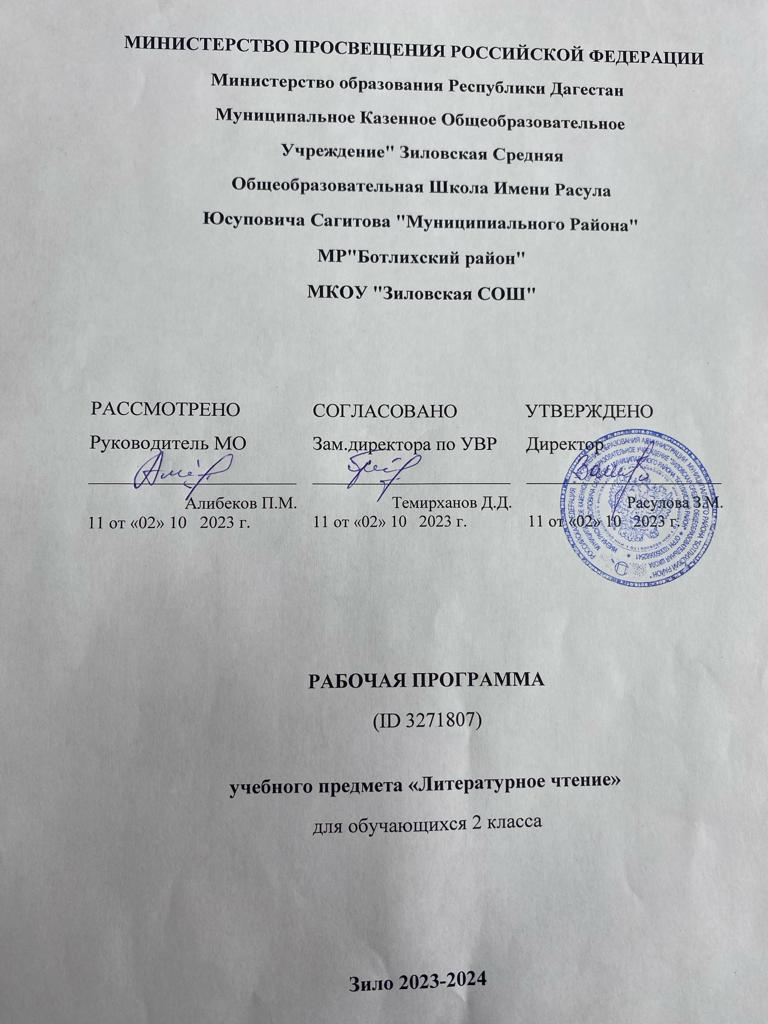 МИНИСТЕРСТВО ПРОСВЕЩЕНИЯ РОССИЙСКОЙ ФЕДЕРАЦИИ
Министерство образования Республики Дагестан
Муниципальное Казенное Общеобразовательное
Учреждение" Зиловская Средняя
Общеобразовательная Школа Имени Расула
Юсуповича Сагитова "Муниципиального Района"
МР"Ботлихский район"
МКОУ "Зиловская СОШ"
РАССМОТРЕНО СОГЛАСОВАНО УТВЕРЖДЕНО
Руководитель МО Зам.директора по УВР Директор
Алибеков П.М. Темирханов Д.Д. Расулова З.М.
11 от «02» 10 2023 г. 11 от «02» 10 2023 г. 11 от «02» 10 2023 г.
РАБОЧАЯ ПРОГРАММА
(ID 3271807)
учебного предмета «Литературное чтение»
для обучающихся 2 класса
Зило 2023-2024